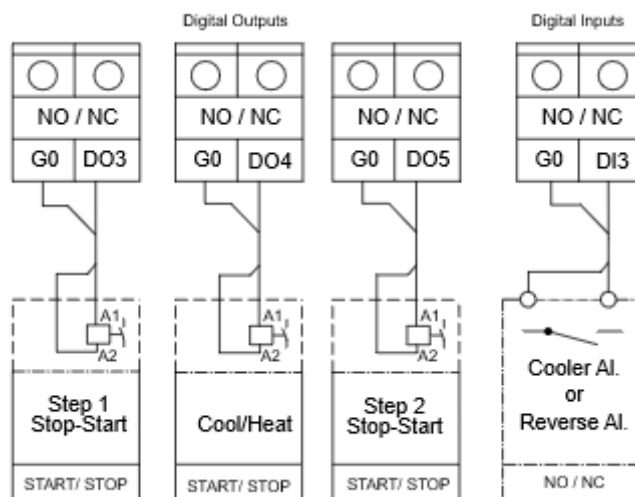 Digital Outputs
Digital Inputs
NO / NC
NO / NC
NO / NC
NO / NC
G0 DO3
G0 DO4
G0 DO5
G0 DI3
A1
A2
A1
A2
A1
A2
Step 1
Stop-Start
Cool/Heat
Step 2
Stop-Start
Cooler Al.
or
Reverse Al.
START/ STOP
START/ STOP
START/ STOP
NO / NC